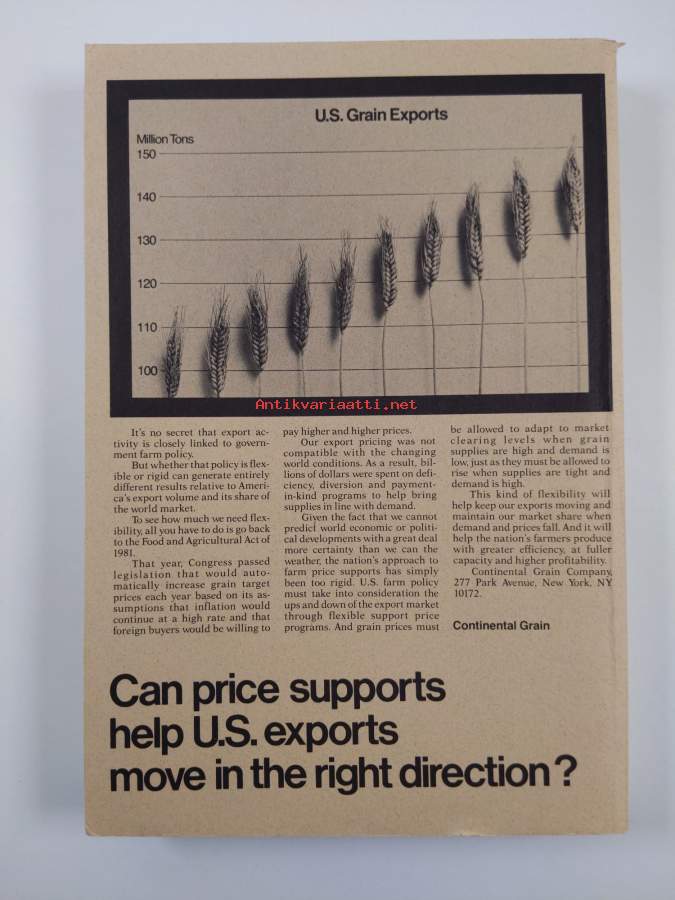 U.S. Grain Exports
Million Tons
150
140
130
120
110
100
Antikvariaatti.net
It's no secret that export ac-
tivity is closely linked to govern-
ment farm policy.
But whether that policy is flex-
ible or rigid can generate entirely
different results relative to Ameri-
ca's export volume and its share of
the world market.
To see how much we need flex-
ibility, all you have to do is go back
to the Food and Agricultural Act of
1981.
That year, Congress passed
legislation that would auto-
matically increase grain target
prices each year based on its as-
sumptions that inflation would
continue at a high rate and that
foreign buyers would be willing to
pay higher and higher prices.
Our export pricing was not
compatible with the changing
world conditions. As a result, bil-
lions of dollars were spent on defi-
ciency, diversion and payment-
in-kind programs to help bring
supplies in line with demand.
Given the fact that we cannot
predict world economic or politi-
cal developments with a great deal
more certainty than we can the
weather, the nation's approach to
farm price supports has simply
been too rigid. U.S. farm policy
must take into consideration the
ups and down of the export market
through flexible support price
programs. And grain prices must
be allowed to adapt to market
clearing levels when grain
supplies are high and demand is
low, just as they must be allowed to
rise when supplies are tight and
demand is high.
This kind of flexibility will
help keep our exports moving and
maintain our market share when
demand and prices fall. And it will
help the nation's farmers produce
with greater efficiency, at fuller
capacity and higher profitability.
Continental Grain Company,
277 Park Avenue, New York, NY
10172.
Continental Grain
Can price supports
help U.S. exports
move in the right direction?